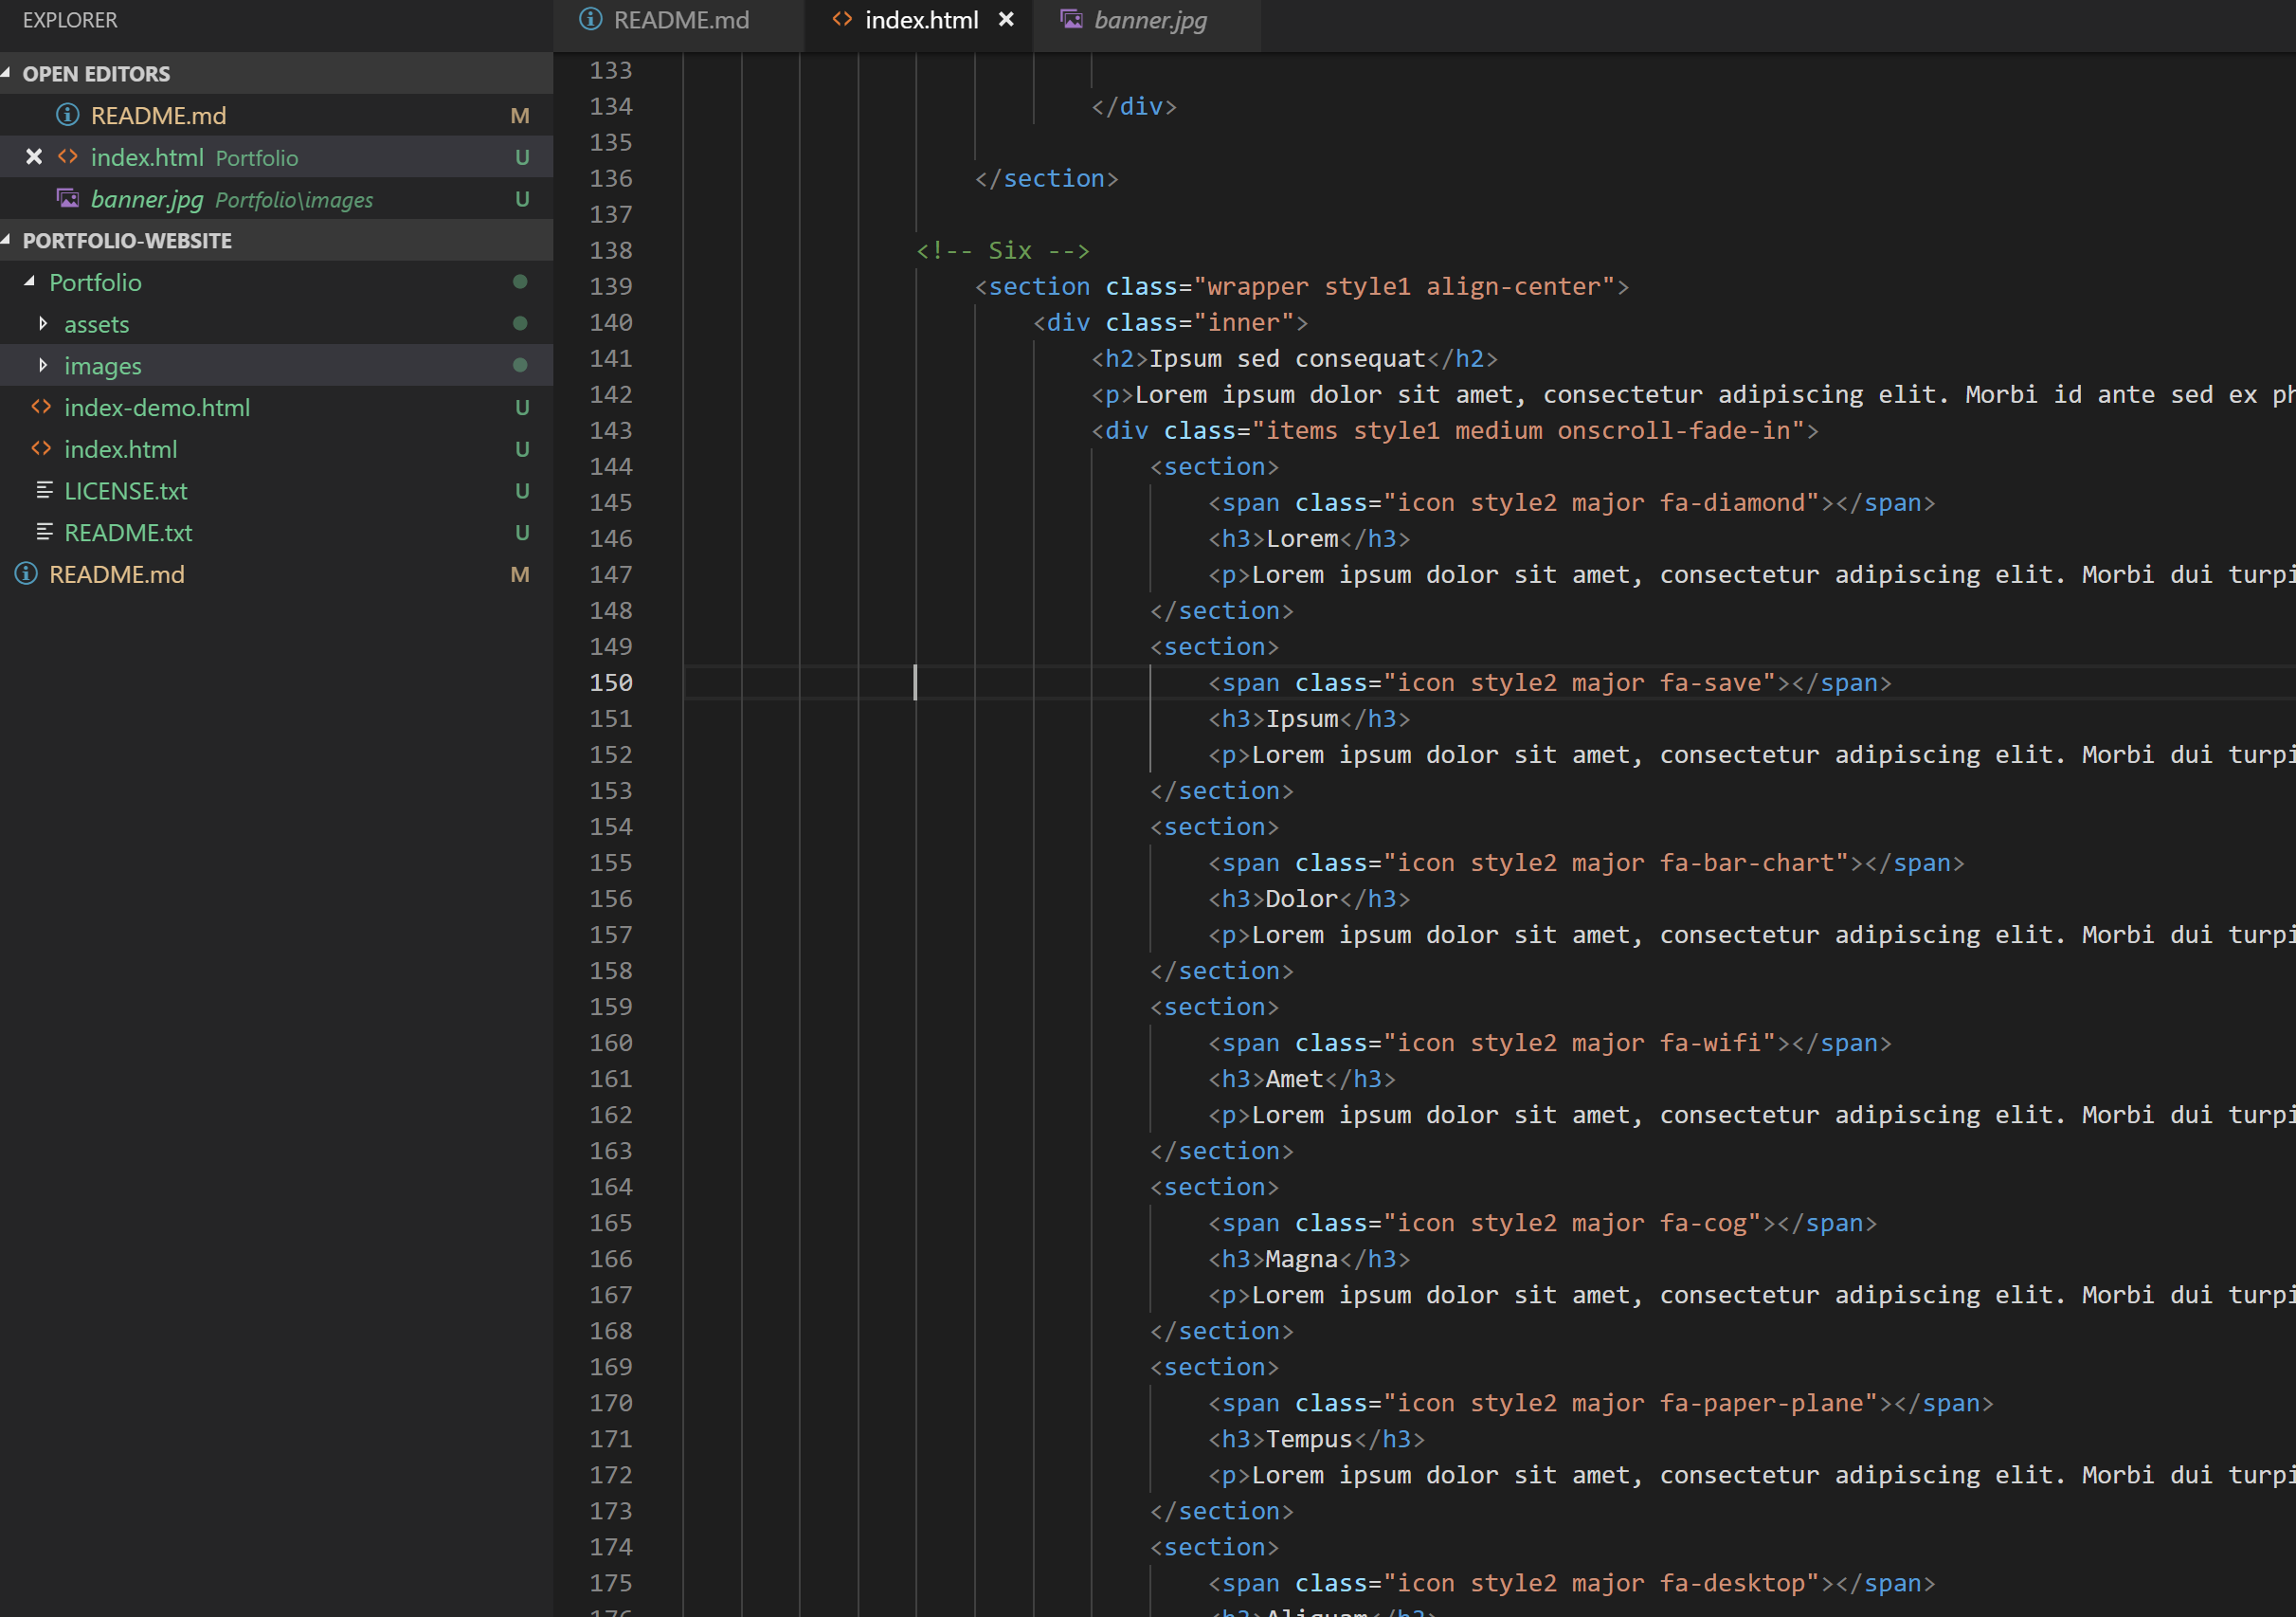 EXPLORER
OPEN EDITORS
README.md M
index.html Portfolio U
banner.jpg Portfolio\images U
PORTFOLIO-WEBSITE
Portfolio
assets
images
index-demo.html U
index.html U
LICENSE.txt U
README.txt U
README.md M
README.md index.html banner.jpg
133
134 </div>
135
136 </section>
137
138 <!-- Six -->
139 <section class="wrapper style1 align-center">
140 <div class="inner">
141 <h2>Ipsum sed consequat</h2>
142 <p>Lorem ipsum dolor sit amet, consectetur adipiscing elit. Morbi id ante sed ex ph
143 <div class="items style1 medium onscroll-fade-in">
144 <section>
145 <span class="icon style2 major fa-diamond"></span>
146 <h3>Lorem</h3>
147 <p>Lorem ipsum dolor sit amet, consectetur adipiscing elit. Morbi dui turpi
148 </section>
149 <section>
150 <span class="icon style2 major fa-save"></span>
151 <h3>Ipsum</h3>
152 <p>Lorem ipsum dolor sit amet, consectetur adipiscing elit. Morbi dui turpi
153 </section>
154 <section>
155 <span class="icon style2 major fa-bar-chart"></span>
156 <h3>Dolor</h3>
157 <p>Lorem ipsum dolor sit amet, consectetur adipiscing elit. Morbi dui turpi
158 </section>
159 <section>
160 <span class="icon style2 major fa-wifi"></span>
161 <h3>Amet</h3>
162 <p>Lorem ipsum dolor sit amet, consectetur adipiscing elit. Morbi dui turpi
163 </section>
164 <section>
165 <span class="icon style2 major fa-cog"></span>
166 <h3>Magna</h3>
167 <p>Lorem ipsum dolor sit amet, consectetur adipiscing elit. Morbi dui turpi
168 </section>
169 <section>
170 <span class="icon style2 major fa-paper-plane"></span>
171 <h3>Tempus</h3>
172 <p>Lorem ipsum dolor sit amet, consectetur adipiscing elit. Morbi dui turpi
173 </section>
174 <section>
175 <span class="icon style2 major fa-desktop"></span>
176 <h3>Aliquam</h3>